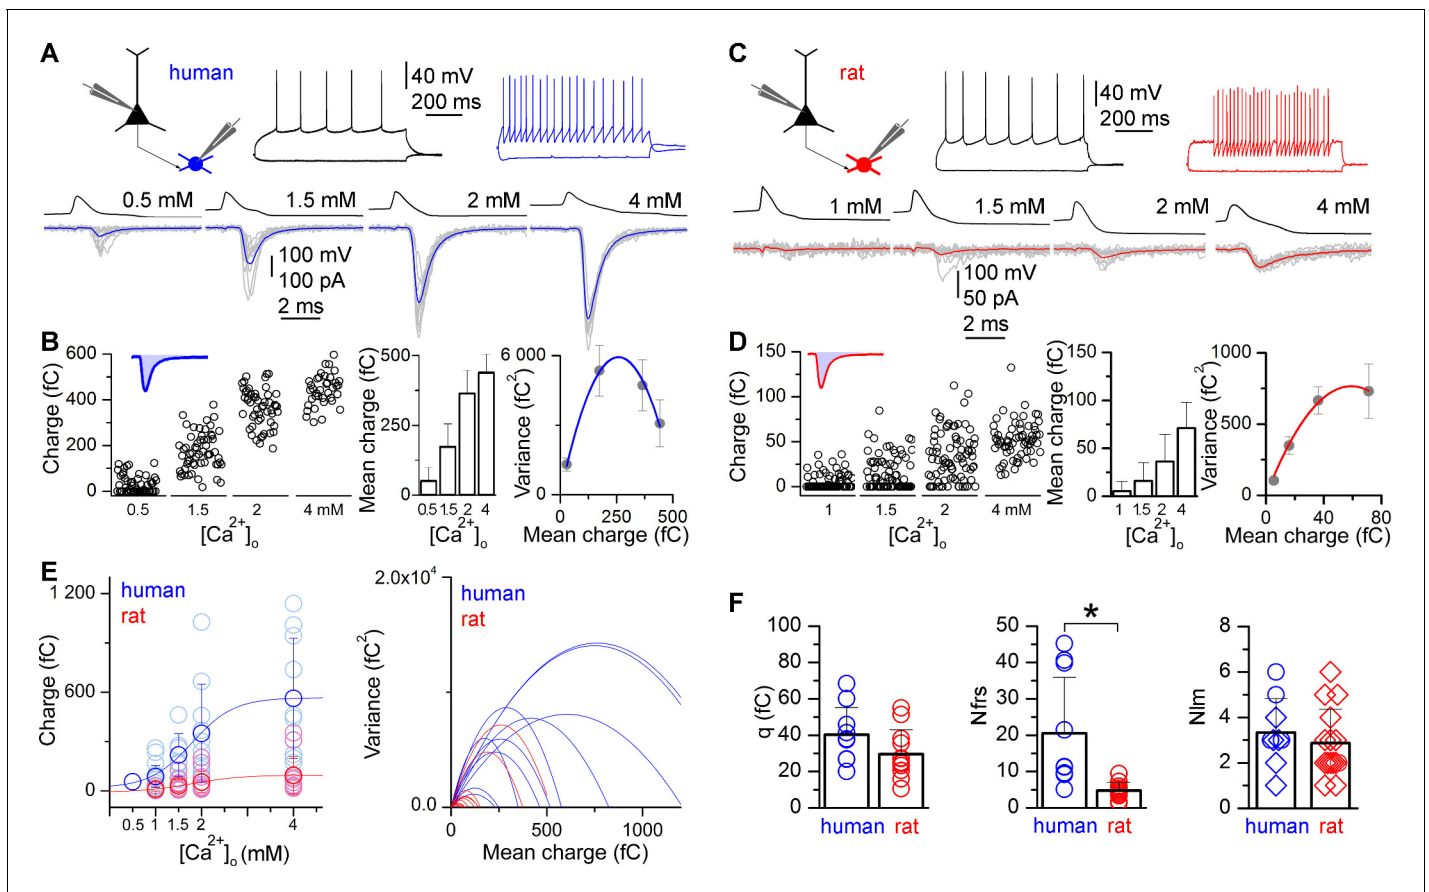 A
human
40 mV
200 ms
0.5 mM
1.5 mM
2 mM
4 mM
100 mV
100 pA
2 ms
C
rat
40 mV
200 ms
1 mM
1.5 mM
2 mM
4 mM
100 mV
50 pA
2 ms
B
Charge (fC)
600
400
200
0
0.5
1.5
2
4 mM
[Ca2+]o
Mean charge (fC)
500
250
0
0.5
1.5
2
4
[Ca2+]o
Variance (fC2)
6 000
0
0
250
500
Mean charge (fC)
D
Charge (fC)
150
100
50
0
1
1.5
2
4 mM
[Ca2+]o
Mean charge (fC)
150
100
50
0
1
1.5
2
4
[Ca2+]o
Variance (fC2)
1000
500
0
0
40
80
Mean charge (fC)
E
human
rat
Charge (fC)
1 200
600
0
0.5
1
1.5
2
4
[Ca2+]o (mM)
human
rat
Variance (fC2)
2.0x104
0.0
0
500
1000
Mean charge (fC)
F
q (fC)
100
80
60
40
20
0
human
rat
Nfrs
50
40
30
20
10
0
*
human
rat
Nlm
8
6
4
2
0
human
rat